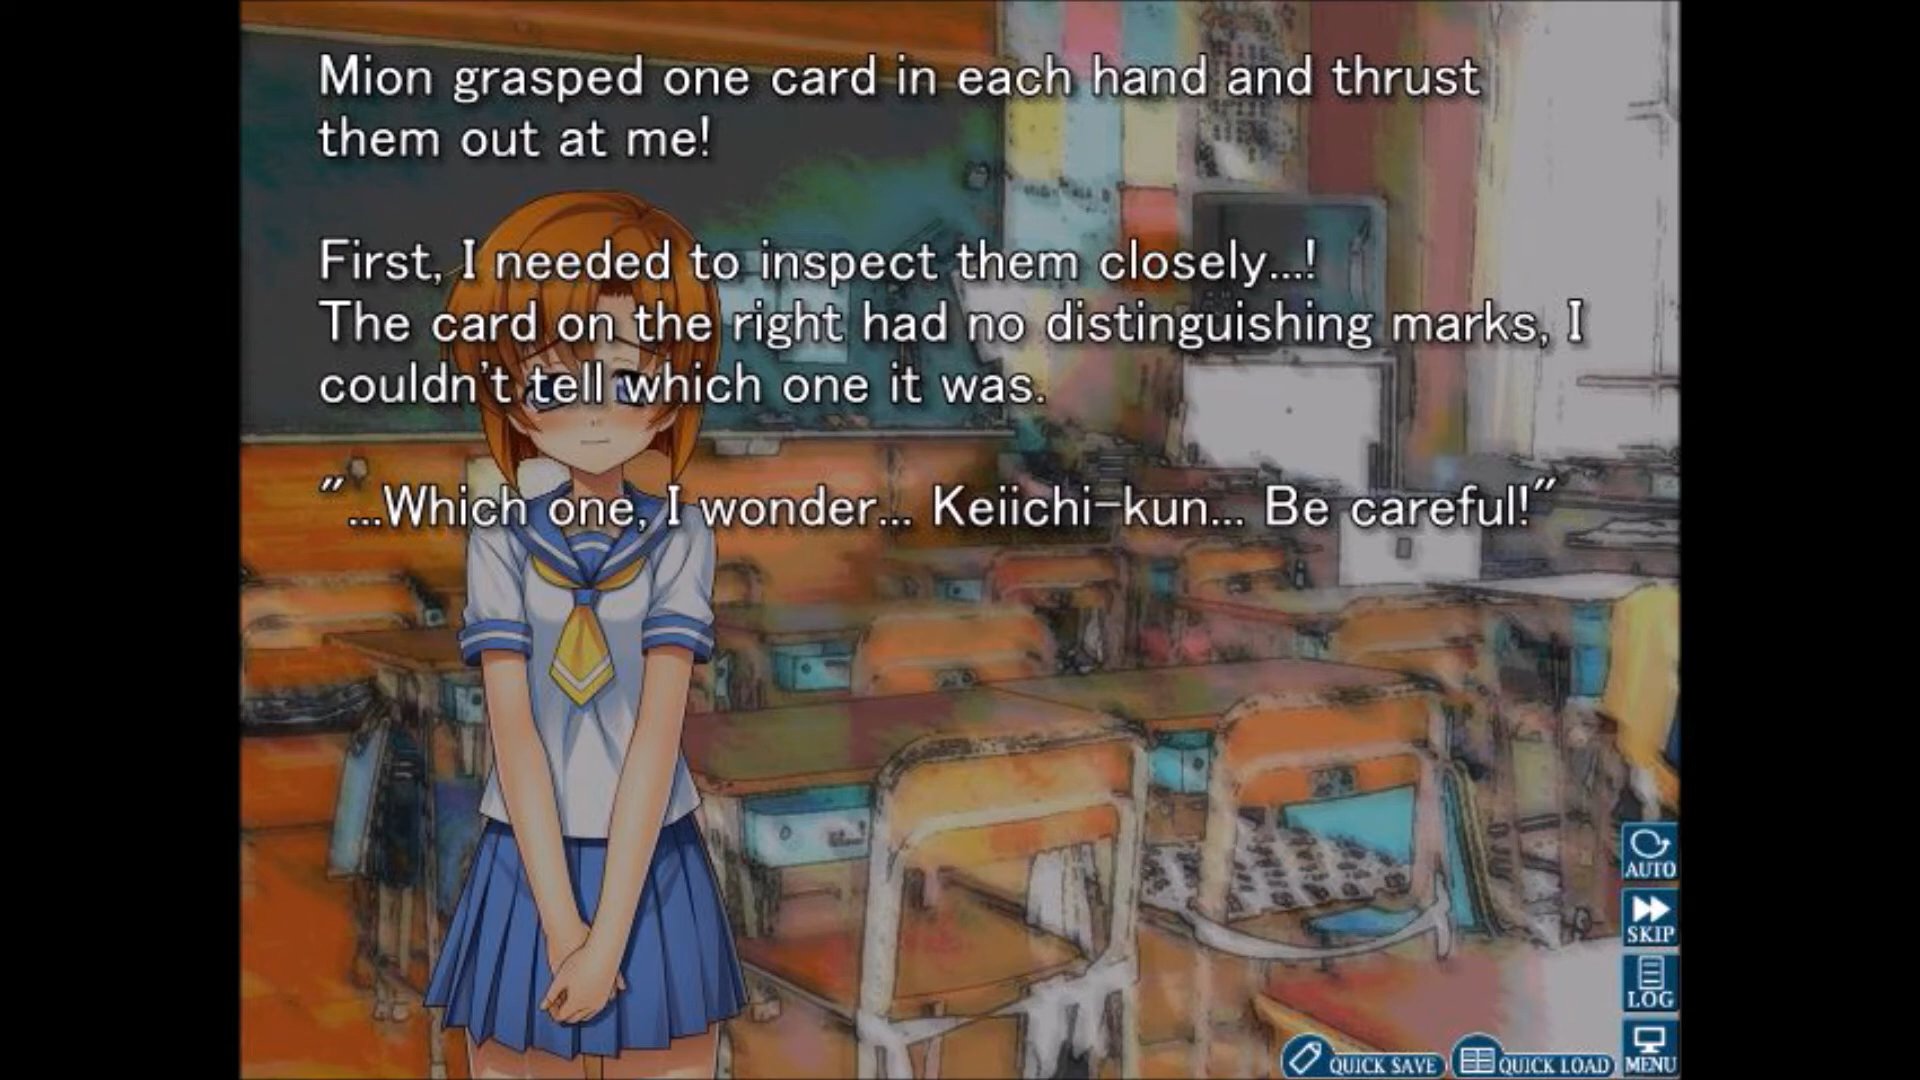 Mion grasped one card in each hand and thrust
them out at me!
First, I needed to inspect them closely...!
The card on the right had no distinguishing marks, I
couldn't tell which one it was.
"...Which one, I wonder... Keiichi-kun... Be careful!"
AUTO
SKIP
LOG
MENU
QUICK SAVE
QUICK LOAD